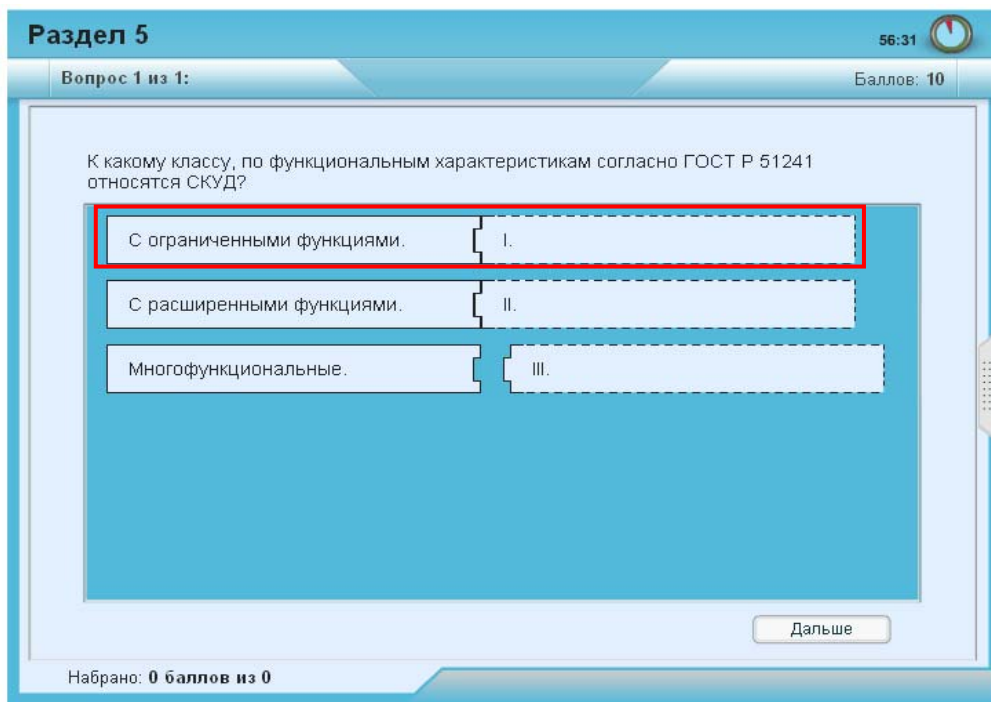 Раздел 5
56:31
Вопрос 1 из 1:
Баллов: 10
К какому классу, по функциональным характеристикам согласно ГОСТ Р 51241
относятся СКУД?
С ограниченными функциями.
I.
С расширенными функциями.
II.
Многофункциональные.
III.
Дальше
Набрано: 0 баллов из 0